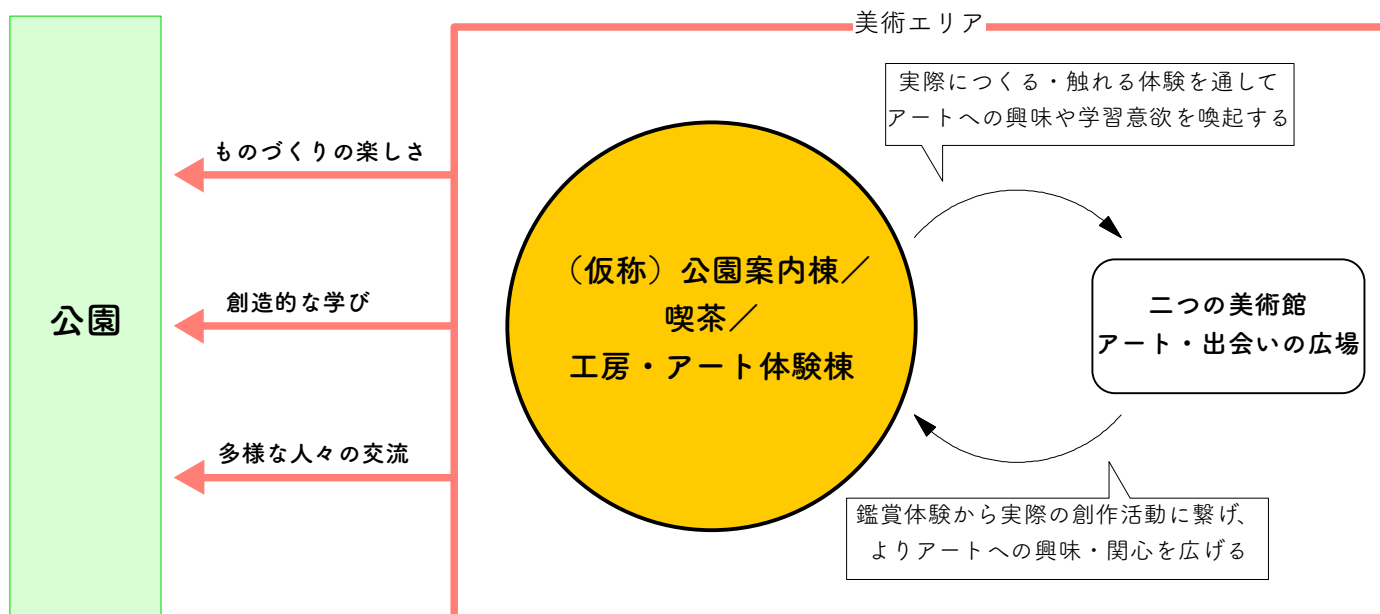 美術エリア
実際につくる・触れる体験を通して
アートへの興味や学習意欲を喚起する
ものづくりの楽しさ
創造的な学び
多様な人々の交流
公園
（仮称）公園案内棟／
喫茶／
工房・アート体験棟
二つの美術館
アート・出会いの広場
鑑賞体験から実際の創作活動に繋げ、
よりアートへの興味・関心を広げる